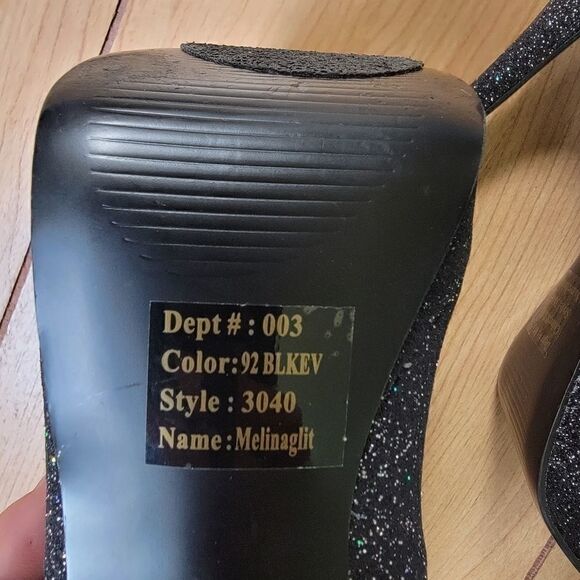 Dept # : 003
Color: 92 BLKEV
Style : 3040
Name : Melinaglit